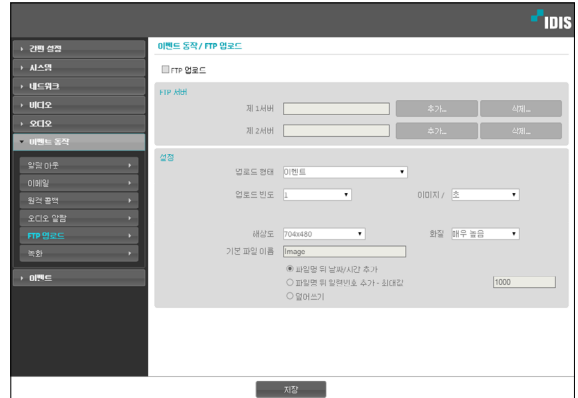 IDIS
간편 설정
시스템
네트워크
비디오
오디오
이벤트 동작
알람 아웃
이메일
원격 콜백
오디오 알람
FTP 업로드
녹화
이벤트
이벤트 동작 / FTP 업로드
FTP 업로드
FTP 서버
제 1서버 추가... 삭제...
제 2서버 추가... 삭제...
설정
업로드 형태 이벤트
업로드 빈도 1 이미지 / 초
해상도 704x480 화질 매우 높음
기본 파일 이름 Image
파일명 뒤 날짜/시간 추가
파일명 뒤 일련번호 추가 - 최대값 1000
덮어쓰기
저장